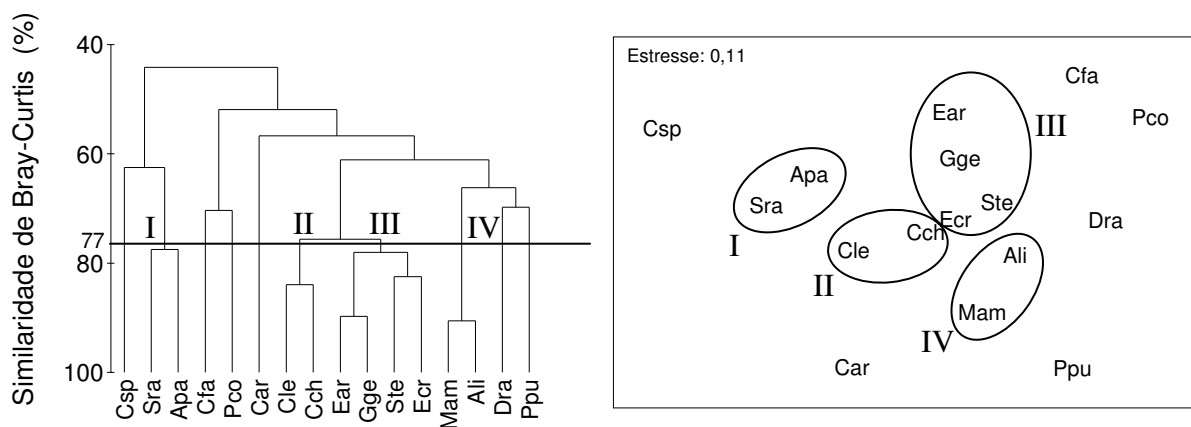 Similaridade de Bray-Curtis (%)
40
60
77
80
100
I
II
III
IV
Csp
Sra
Apa
Cfa
Pco
Car
Cle
Cch
Ear
Gge
Ste
Ecr
Mam
Ali
Dra
Ppu
Estresse: 0,11
Cfa
Ear
Pco
III
Csp
Gge
Apa
Sra
Ste
Ecr
Dra
Cch
I
Cle
Ali
II
Mam
IV
Car
Ppu